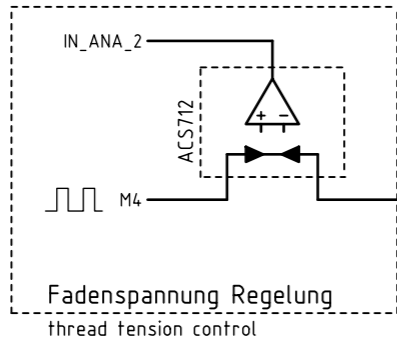 IN_ANA_2
ACS712
+ −
M4
Fadenspannung Regelung
thread tension control